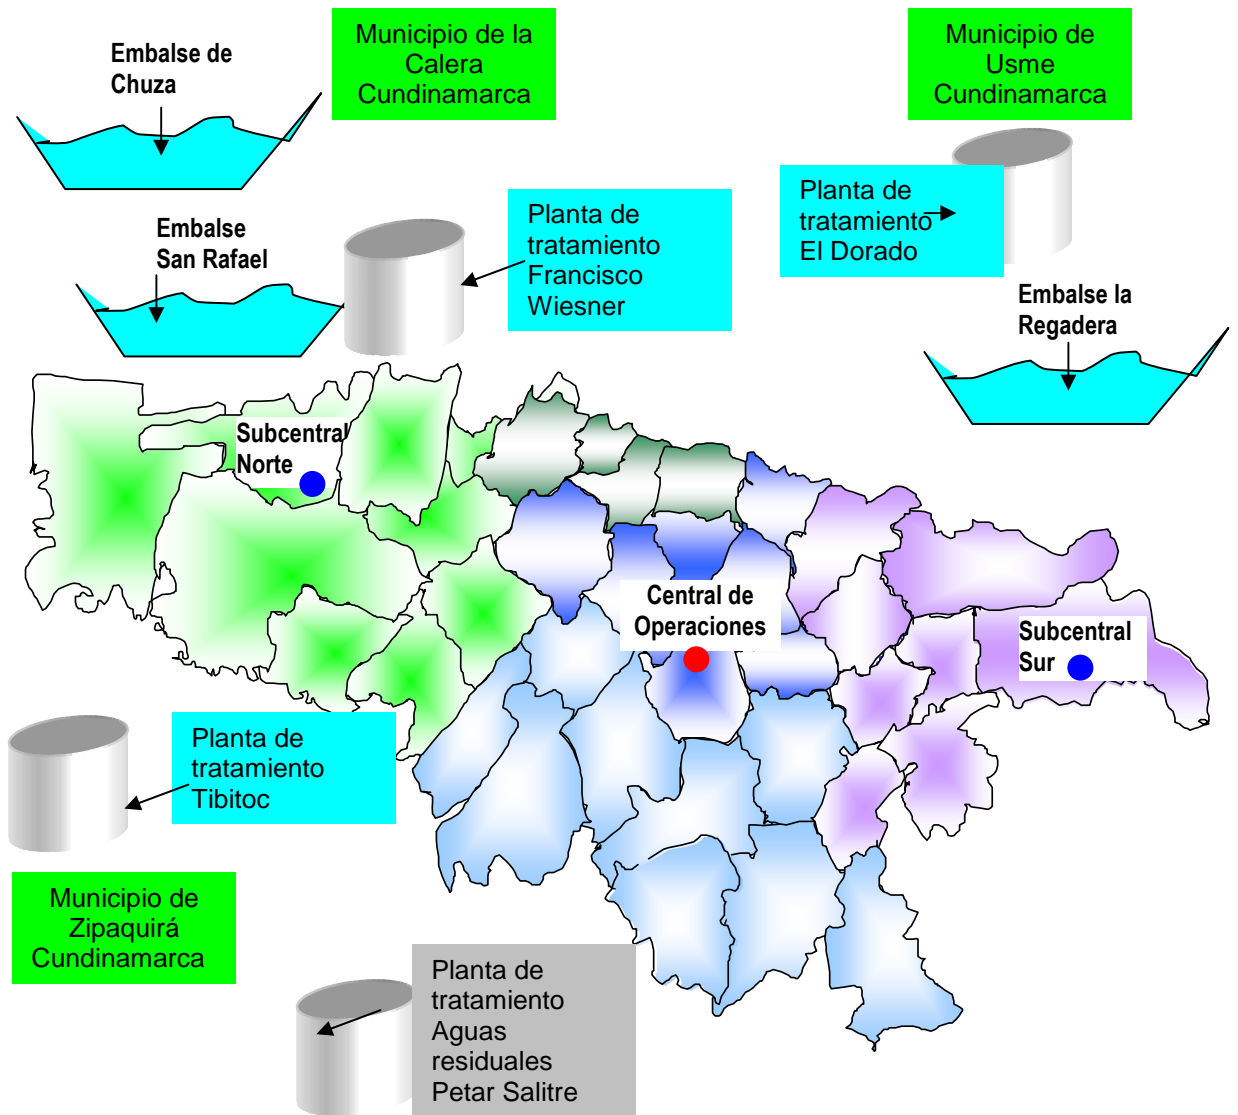 Embalse de
Chuza
Municipio de la
Calera
Cundinamarca
Municipio de
Usme
Cundinamarca
Planta de
tratamiento
El Dorado
Embalse
San Rafael
Planta de
tratamiento
Francisco
Wiesner
Embalse la
Regadera
Subcentral
Norte
Central de
Operaciones
Subcentral
Sur
Planta de
tratamiento
Tibitoc
Municipio de
Zipaquirá
Cundinamarca
Planta de
tratamiento
Aguas
residuales
Petar Salitre